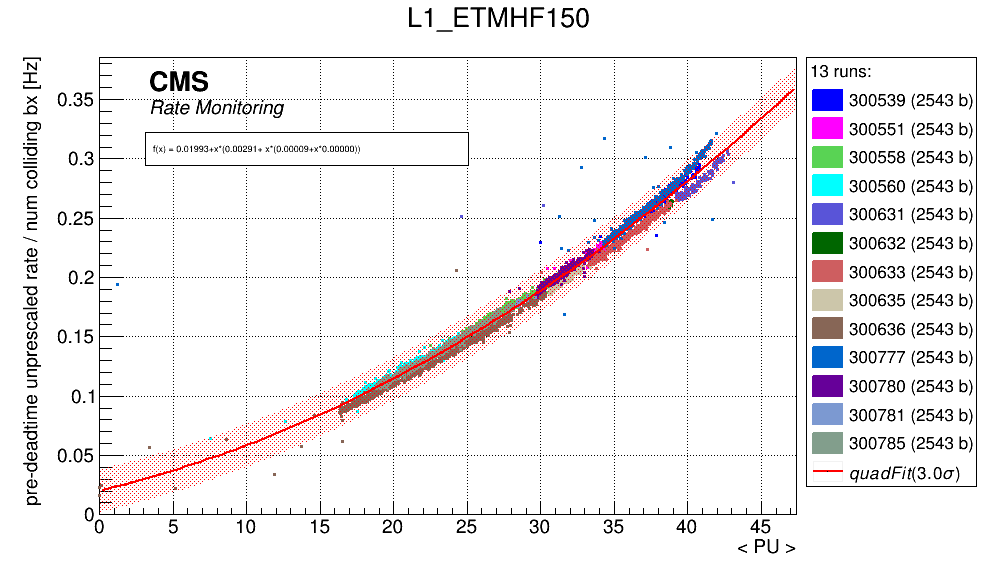 L1_ETMHF150
pre-deadtime unprescaled rate / num colliding bx [Hz]
CMS
Rate Monitoring
f(x) = 0.01993+x*(0.00291+ x*(0.00009+x*0.00000))
0.35
0.3
0.25
0.2
0.15
0.1
0.05
0
0 5 10 15 20 25 30 35 40 45
< PU >
13 runs:
300539 (2543 b)
300551 (2543 b)
300558 (2543 b)
300560 (2543 b)
300631 (2543 b)
300632 (2543 b)
300633 (2543 b)
300635 (2543 b)
300636 (2543 b)
300777 (2543 b)
300780 (2543 b)
300781 (2543 b)
300785 (2543 b)
quadFit(3.0σ)